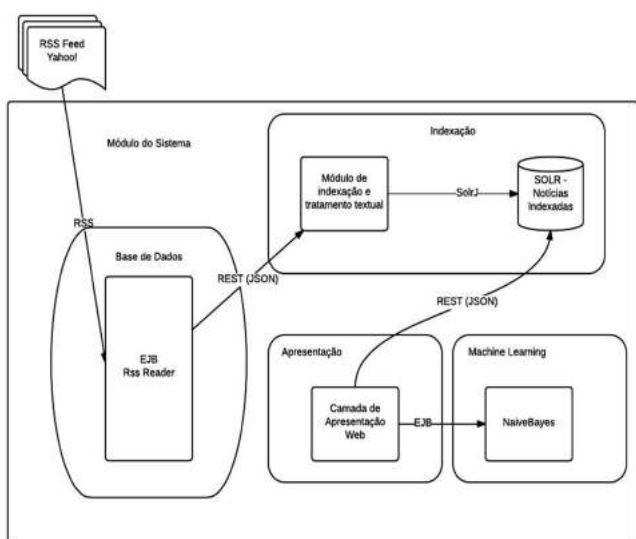 RSS Feed
Yahoo!
Módulo do Sistema
Indexação
Módulo de
indexação e
tratamento textual
SolrJ
SOLR -
Notícias
Indexadas
RSS
Base de Dados
REST (JSON)
EJB
Rss Reader
REST (JSON)
Apresentação
Machine Learning
Camada de
Apresentação
Web
EJB
NaiveBayes